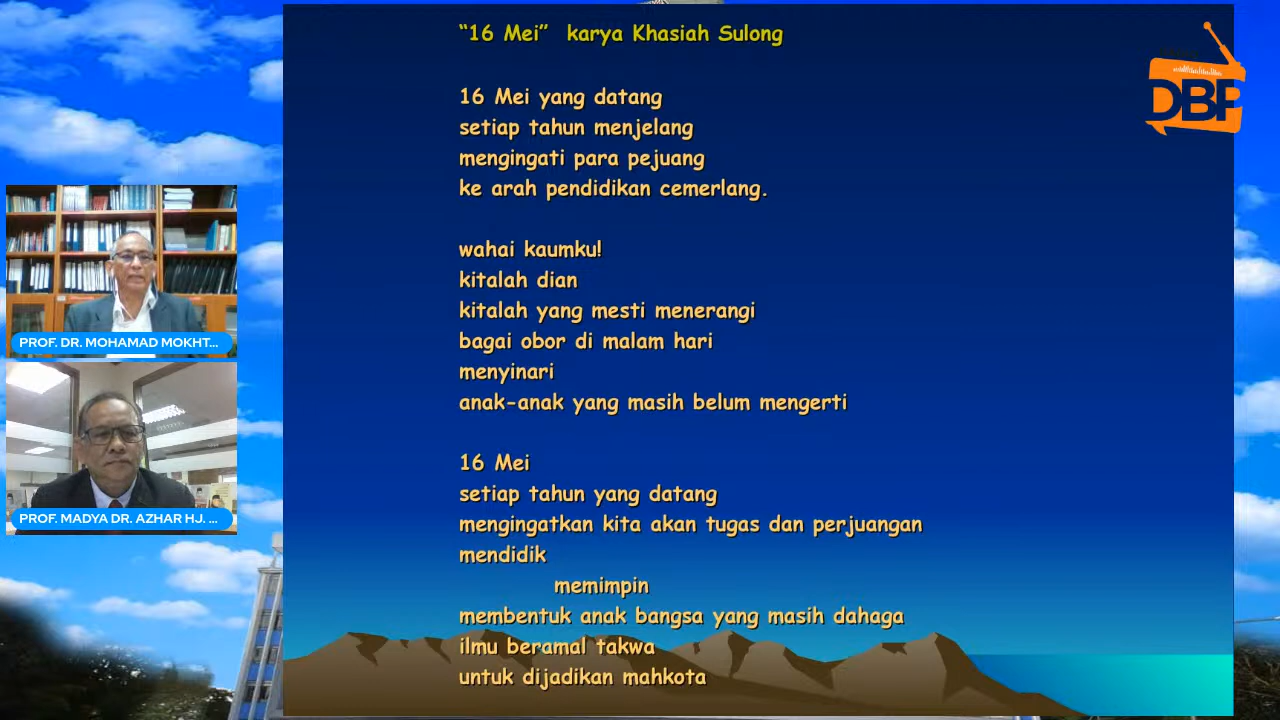 “16 Mei”  karya Khasiah Sulong
16 Mei yang datang
setiap tahun menjelang
mengingati para pejuang
ke arah pendidikan cemerlang.
wahai kaumku!
kitalah dian
kitalah yang mesti menerangi
bagai obor di malam hari
menyinari
anak-anak yang masih belum mengerti
16 Mei
setiap tahun yang datang
mengingatkan kita akan tugas dan perjuangan
mendidik
memimpin
membentuk anak bangsa yang masih dahaga
ilmu beramal takwa
untuk dijadikan mahkota
DBP
PROF. DR. MOHAMAD MOKHT...
PROF. MADYA DR. AZHAR HJ. ...